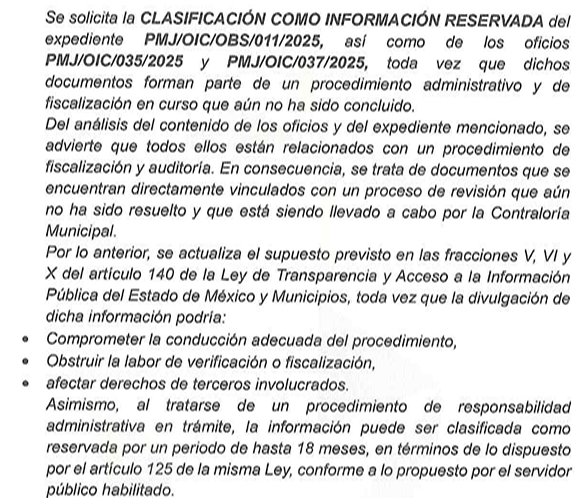 Se solicita la CLASIFICACIÓN COMO INFORMACIÓN RESERVADA del
expediente PMJ/OIC/OBS/011/2025, así como de los oficios
PMJ/OIC/035/2025 y PMJ/OIC/037/2025, toda vez que dichos
documentos forman parte de un procedimiento administrativo y de
fiscalización en curso que aún no ha sido concluido.
Del análisis del contenido de los oficios y del expediente mencionado, se
advierte que todos ellos están relacionados con un procedimiento de
fiscalización y auditoría. En consecuencia, se trata de documentos que se
encuentran directamente vinculados con un proceso de revisión que aún
no ha sido resuelto y que está siendo llevado a cabo por la Contraloría
Municipal.
Por lo anterior, se actualiza el supuesto previsto en las fracciones V, VI y
X del artículo 140 de la Ley de Transparencia y Acceso a la Información
Pública del Estado de México y Municipios, toda vez que la divulgación de
dicha información podría:
• Comprometer la conducción adecuada del procedimiento,
• Obstruir la labor de verificación o fiscalización,
• afectar derechos de terceros involucrados.
Asimismo, al tratarse de un procedimiento de responsabilidad
administrativa en trámite, la información puede ser clasificada como
reservada por un periodo de hasta 18 meses, en términos de lo dispuesto
por el artículo 125 de la misma Ley, conforme a lo propuesto por el servidor
público habilitado.